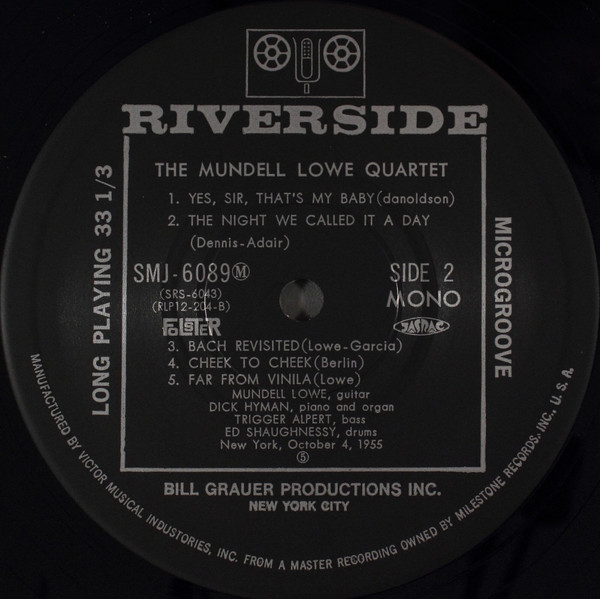 RIVERSIDE
THE MUNDELL LOWE QUARTET
1. YES, SIR, THAT'S MY BABY(danoldson)
2. THE NIGHT WE CALLED IT A DAY
(Dennis-Adair)
SMJ-6089Ⓜ
(SRS-6043)
(RLP12-204-B)
SIDE 2
MONO
JASRAC
3. BACH REVISITED(Lowe-Garcia)
4. CHEEK TO CHEEK(Berlin)
5. FAR FROM VINILA(Lowe)
MUNDELL LOWE, guitar
DICK HYMAN, piano and organ
TRIGGER ALPERT, bass
ED SHAUGHNESSY, drums
New York, October 4, 1955
⑤
BILL GRAUER PRODUCTIONS INC.
NEW YORK CITY
LONG PLAYING 33 1/3
MICROGROOVE
MANUFACTURED BY VICTOR MUSICAL INDUSTORIES, INC. FROM A MASTER RECORDING OWNED BY MILESTONE RECORDS. INC., U. S. A.